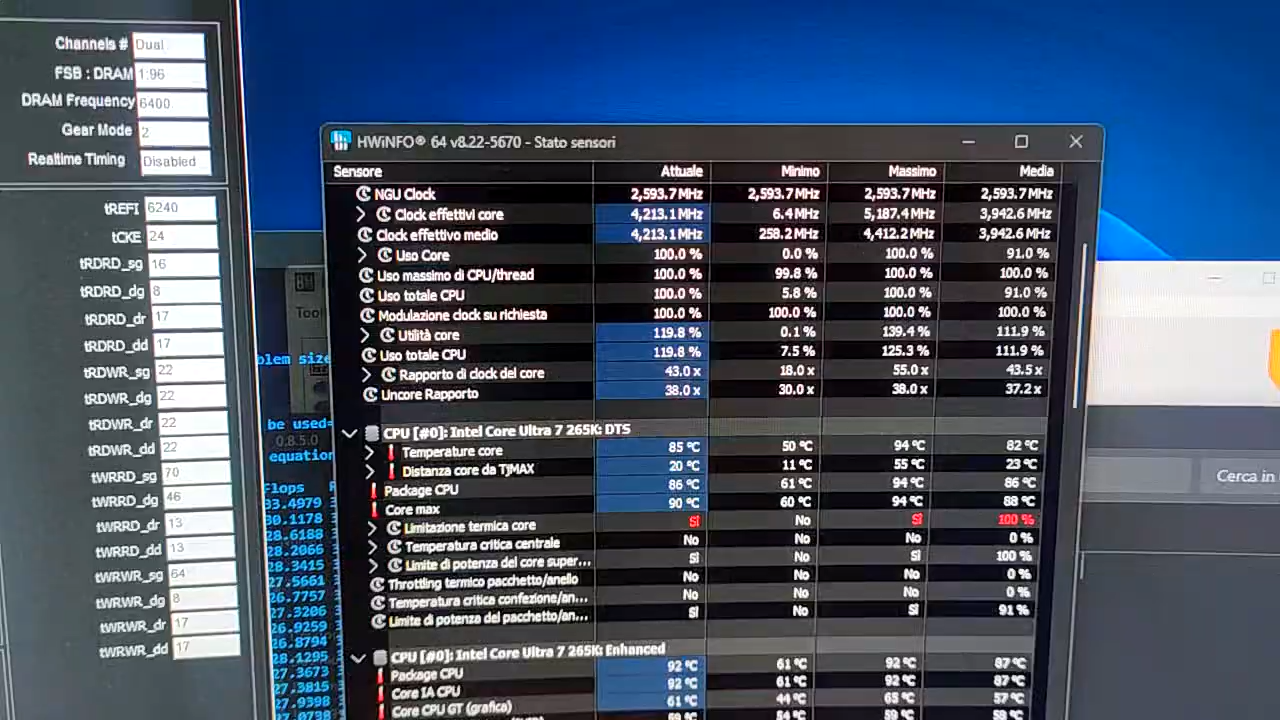 Channels # Dual
FSB : DRAM 1:96
DRAM Frequency 6400
Gear Mode 2
Realtime Timing Disabled
tREFI 6240
tCKE 24
tRDRD_sg 16
tRDRD_dg 8
tRDRD_dr 17
tRDRD_dd 17
tRDWR_sg 22
tRDWR_dg 22
tRDWR_dr 22
tRDWR_dd 22
tWRRD_sg 70
tWRRD_dg 46
tWRRD_dr 13
tWRRD_dd 13
tWRWR_sg 64
tWRWR_dg 8
tWRWR_dr 17
tWRWR_dd 17
HWiNFO® 64 v8.22-5670 - Stato sensori
Sensore Attuale Minimo Massimo Media
NGU Clock 2,593.7 MHz 2,593.7 MHz 2,593.7 MHz 2,593.7 MHz
Clock effettivi core 4,213.1 MHz 6.4 MHz 5,187.4 MHz 3,942.6 MHz
Clock effettivo medio 4,213.1 MHz 258.2 MHz 4,412.2 MHz 3,942.6 MHz
Uso Core 100.0 % 0.0 % 100.0 % 91.0 %
Uso massimo di CPU/thread 100.0 % 99.8 % 100.0 % 100.0 %
Uso totale CPU 100.0 % 5.8 % 100.0 % 91.0 %
Modulazione clock su richiesta 100.0 % 100.0 % 100.0 % 100.0 %
Utilità core 119.8 % 0.1 % 139.4 % 111.9 %
Uso totale CPU 119.8 % 7.5 % 125.3 % 111.9 %
Rapporto di clock del core 43.0 x 18.0 x 55.0 x 43.5 x
Uncore Rapporto 38.0 x 30.0 x 38.0 x 37.2 x
CPU [#0]: Intel Core Ultra 7 265K: DTS
Temperature core 85 °C 50 °C 94 °C 82 °C
Distanza core da TjMAX 20 °C 11 °C 55 °C 23 °C
Package CPU 86 °C 61 °C 94 °C 86 °C
Core max 90 °C 60 °C 94 °C 88 °C
Limitazione termica core Sì No Sì 100 %
Temperatura critica centrale No No No 0 %
Limite di potenza del core super... Sì No Sì 100 %
Throttling termico pacchetto/anello No No No 0 %
Temperatura critica confezione/an... No No No 0 %
Limite di potenza del pacchetto/an... Sì No Sì 91 %
CPU [#0]: Intel Core Ultra 7 265K: Enhanced
Package CPU 92 °C 61 °C 92 °C 87 °C
Core IA CPU 92 °C 61 °C 92 °C 87 °C
Core CPU GT (grafica) 61 °C 44 °C 65 °C 57 °C
blem size
be used=
0.8.5.0
equation
Flops
33.4979
30.1178
28.6188
28.2066
28.3415
27.5661
26.7757
27.3206
26.9259
26.8794
28.1295
27.3673
27.3815
27.9398
27.0738
Cerca in